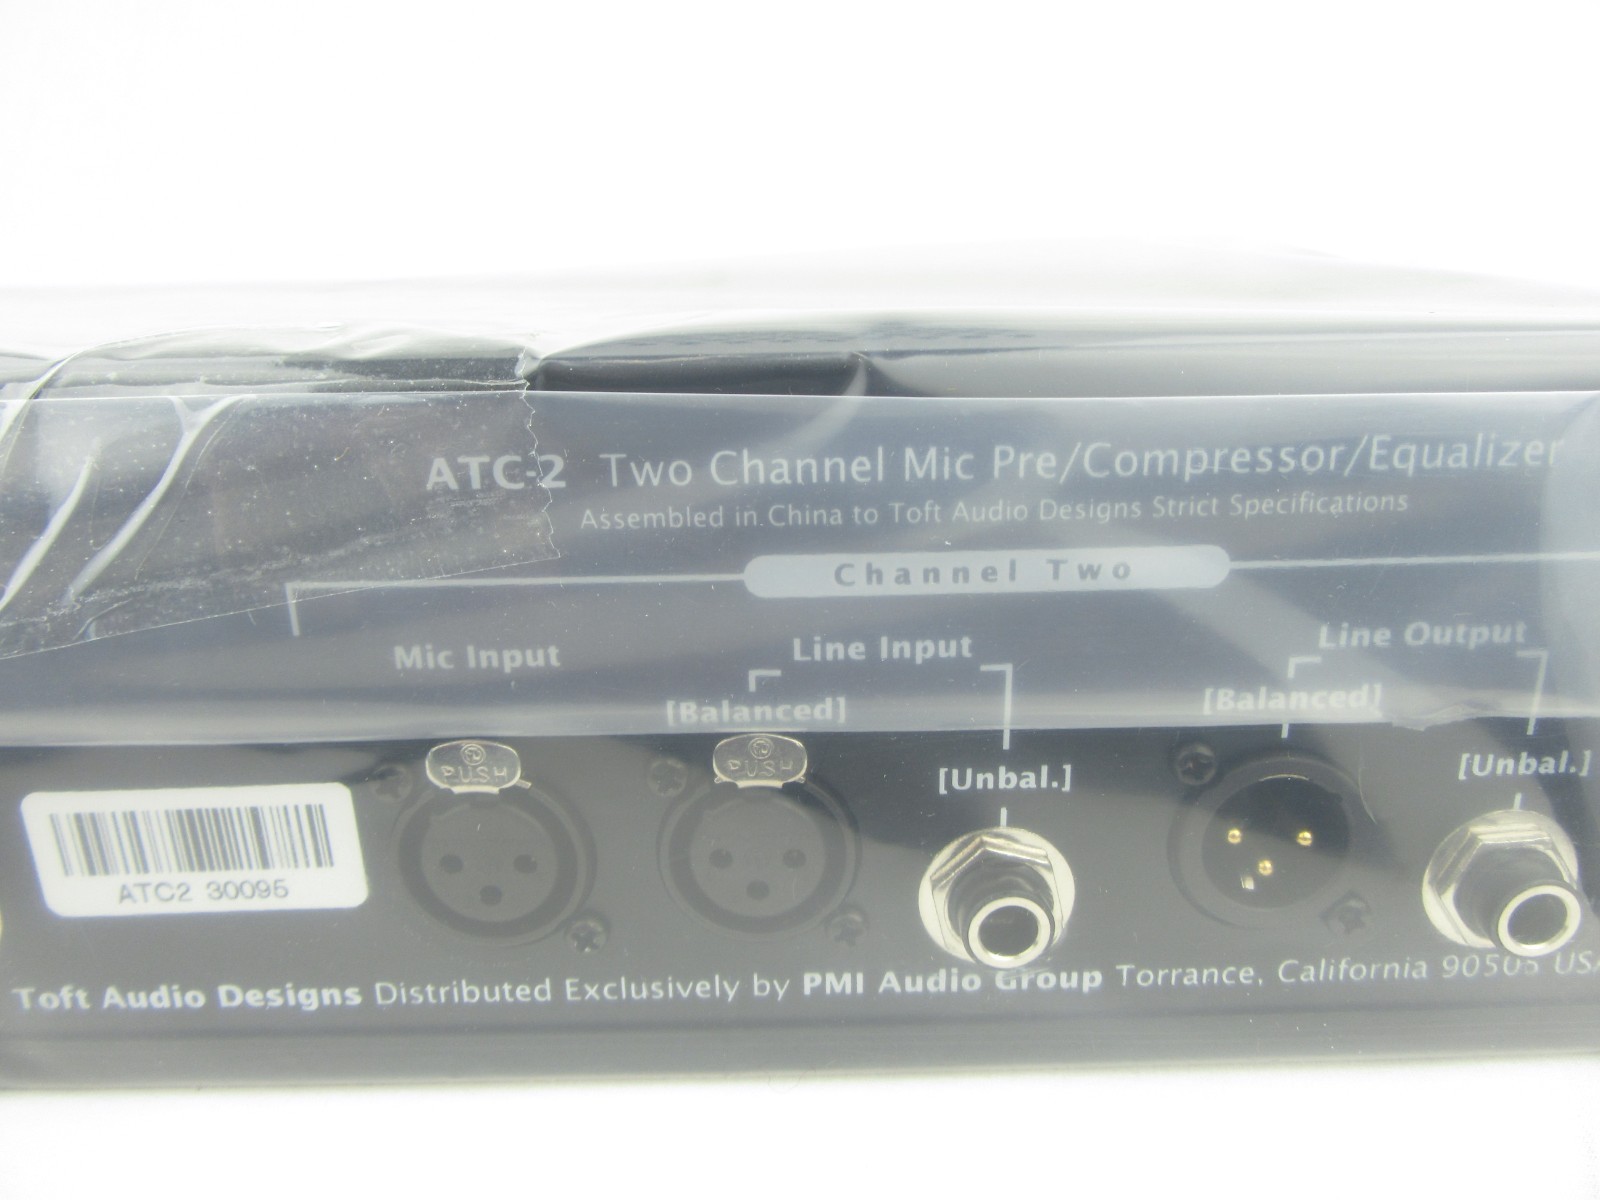 ATC-2 Two Channel Mic Pre/Compressor/Equalizer
Assembled in China to Toft Audio Designs Strict Specifications
Channel Two
Mic Input
Line Input
Line Output
[Balanced]
[Balanced]
[Unbal.]
[Unbal.]
PUSH
PUSH
ATC2 30095
Toft Audio Designs Distributed Exclusively by PMI Audio Group Torrance, California 90505 USA